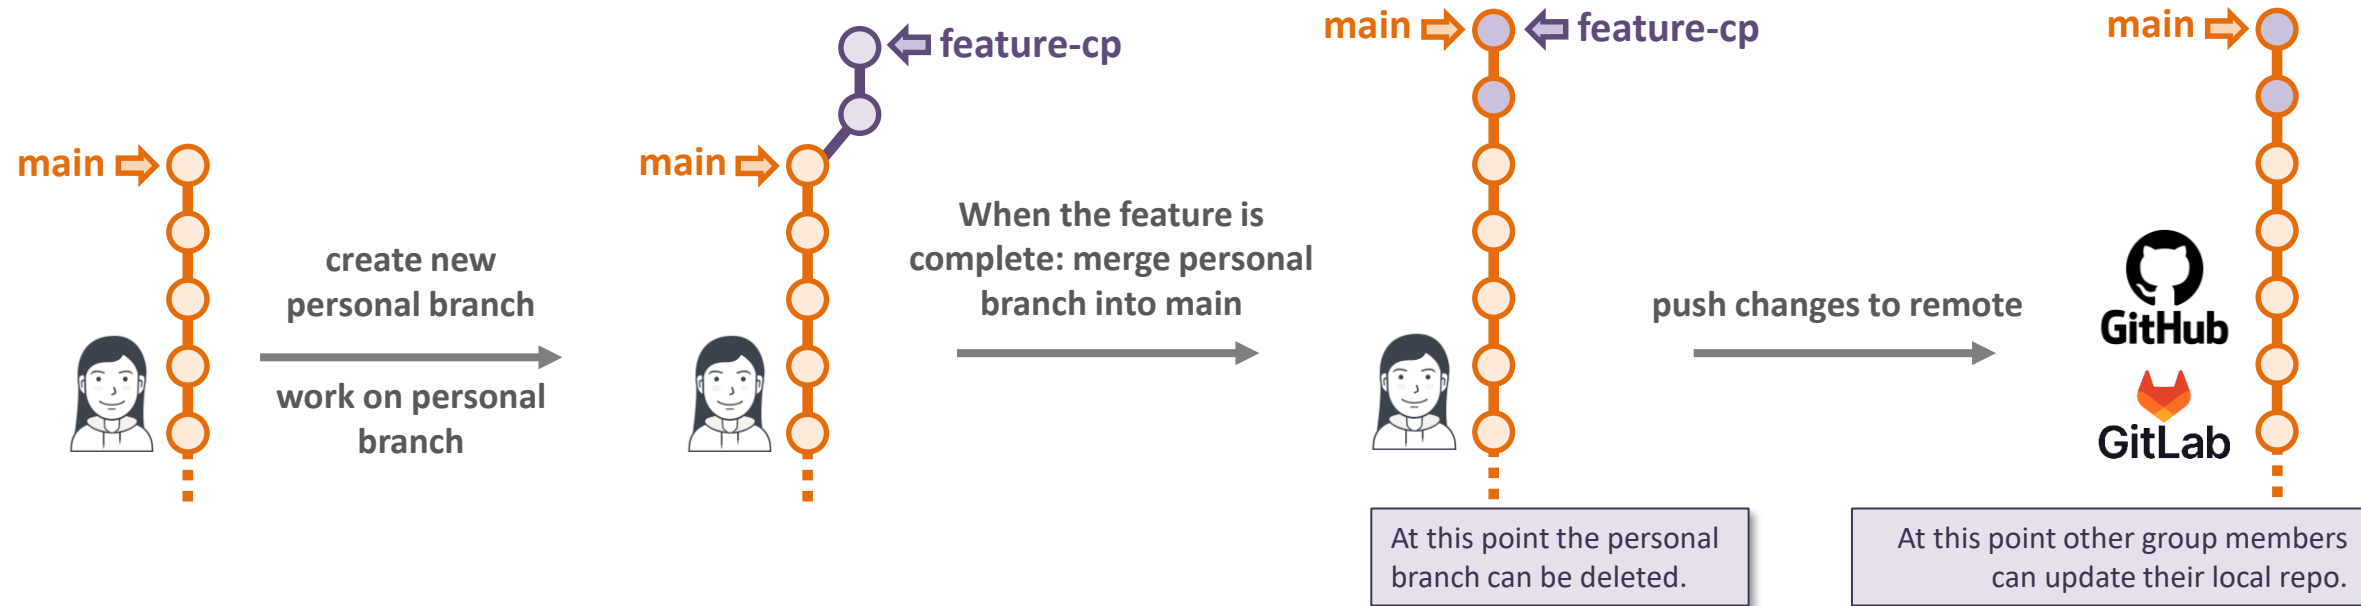 main
create new
personal branch
work on personal
branch
feature-cp
main
When the feature is
complete: merge personal
branch into main
main
feature-cp
At this point the personal
branch can be deleted.
push changes to remote
main
GitHub
GitLab
At this point other group members
can update their local repo.